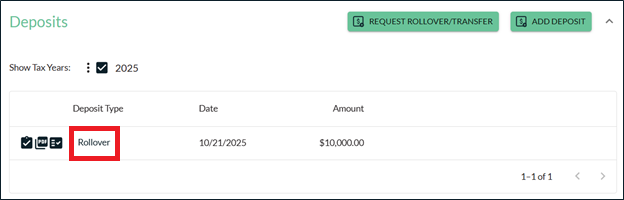 Deposits
REQUEST ROLLOVER/TRANSFER
ADD DEPOSIT
Show Tax Years: 2025
Deposit Type Date Amount
PDF Rollover 10/21/2025 $10,000.00
1–1 of 1